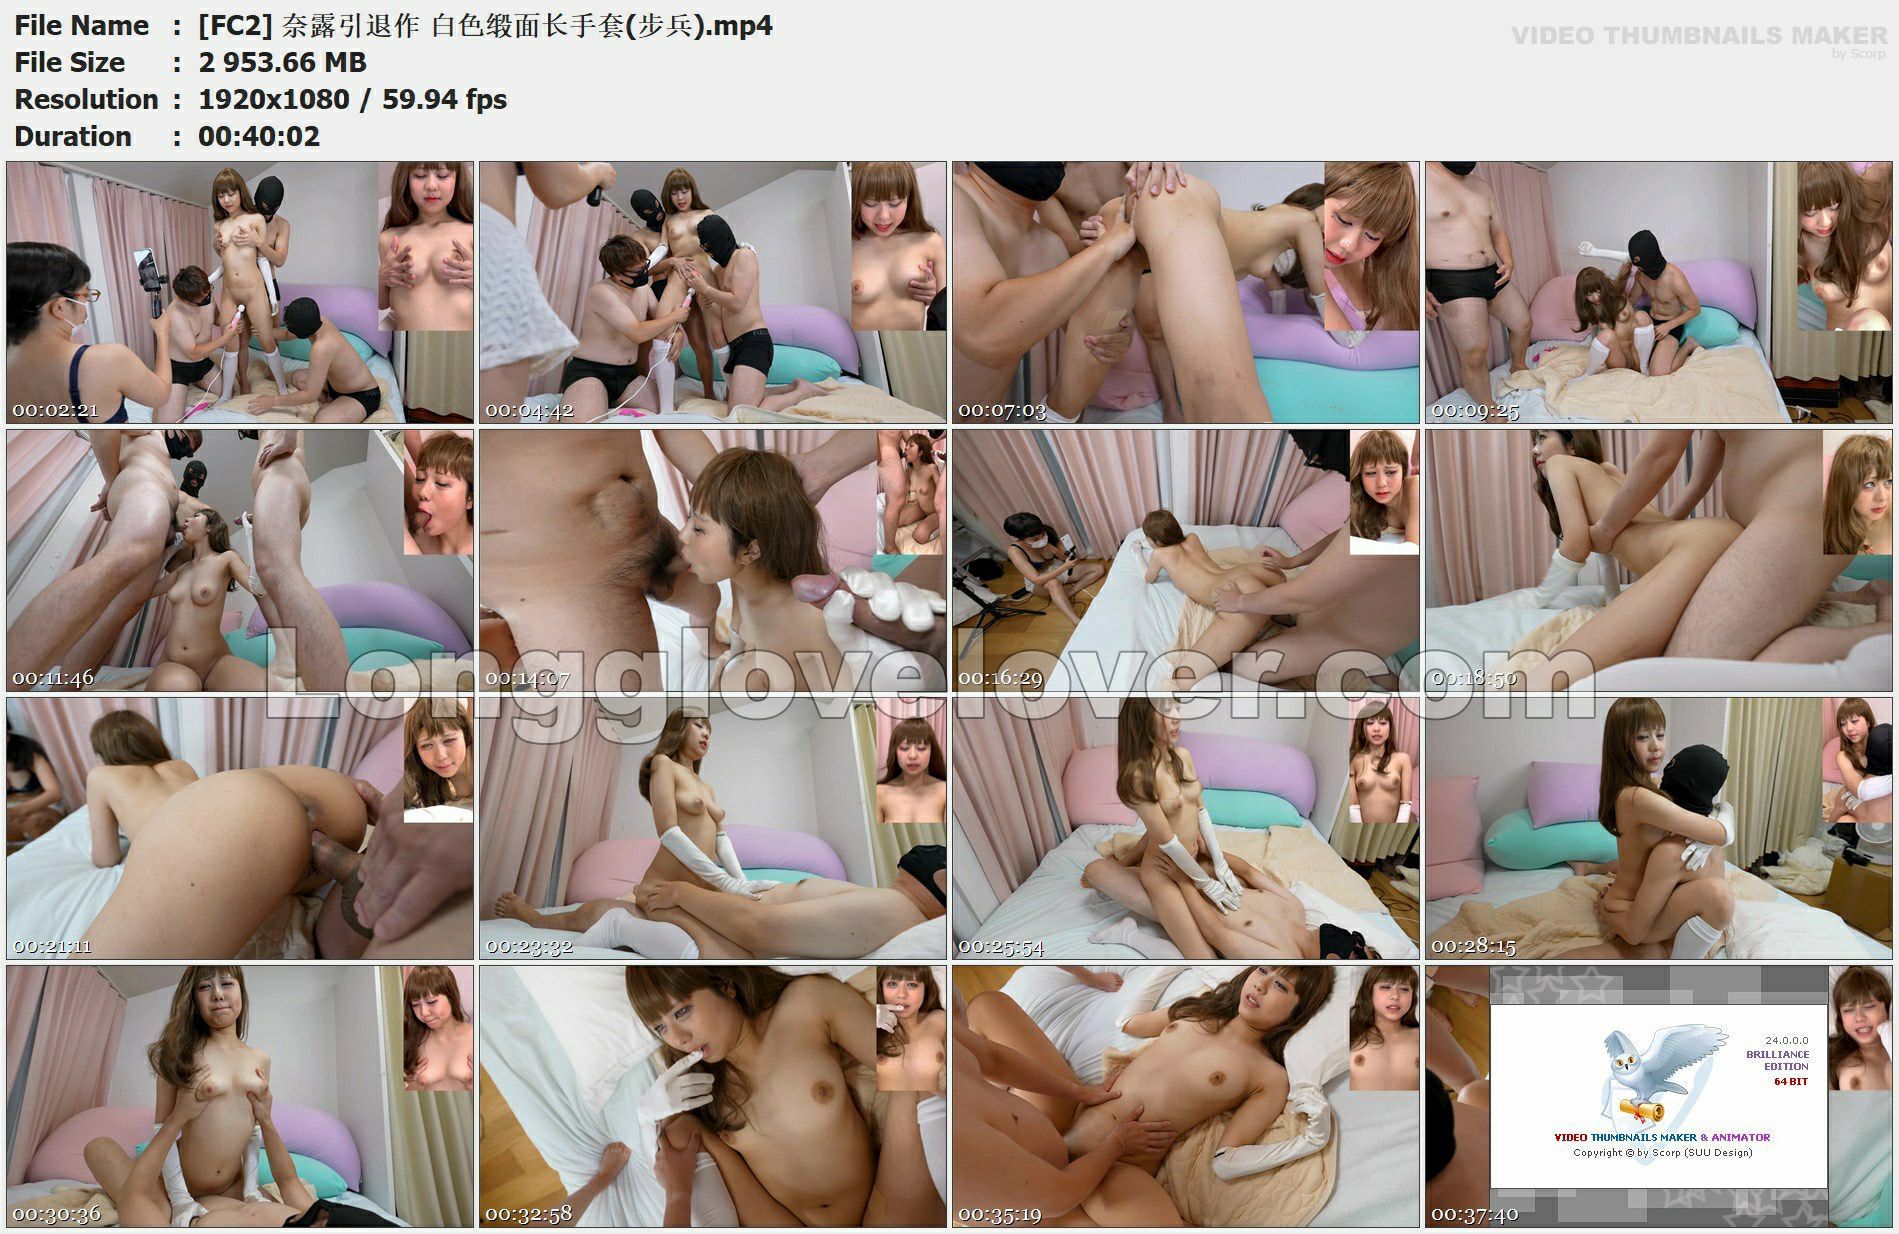 File Name : [FC2] 奈露引退作 白色缎面长手套(步兵).mp4
VIDEO THUMBNAILS MAKER
by Scorp
File Size : 2 953.66 MB
Resolution : 1920x1080 / 59.94 fps
Duration : 00:40:02
00:02:21
00:04:42
00:07:03
00:09:25
00:11:46
00:14:07
00:16:29
00:18:50
Longglovelover.com
00:21:11
00:23:32
00:25:54
00:28:15
00:30:36
00:32:58
00:35:19
24.0.0.0
BRILLIANCE
EDITION
64 BIT
VIDEO THUMBNAILS MAKER & ANIMATOR
Copyright © by Scorp (SUU Design)
00:37:40